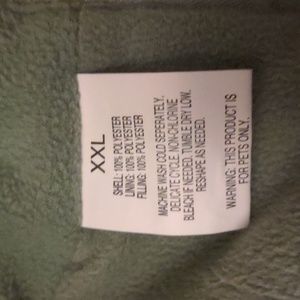 XXL
SHELL: 100% POLYESTER
LINING: 100% POLYESTER
FILLING: 100% POLYESTER
MACHINE WASH COLD SEPERATELY.
DELICATE CYCLE. NON-CHLORINE
BLEACH IF NEEDED. TUMBLE DRY LOW.
RESHAPE AS NEEDED.
WARNING: THIS PRODUCT IS
FOR PETS ONLY.